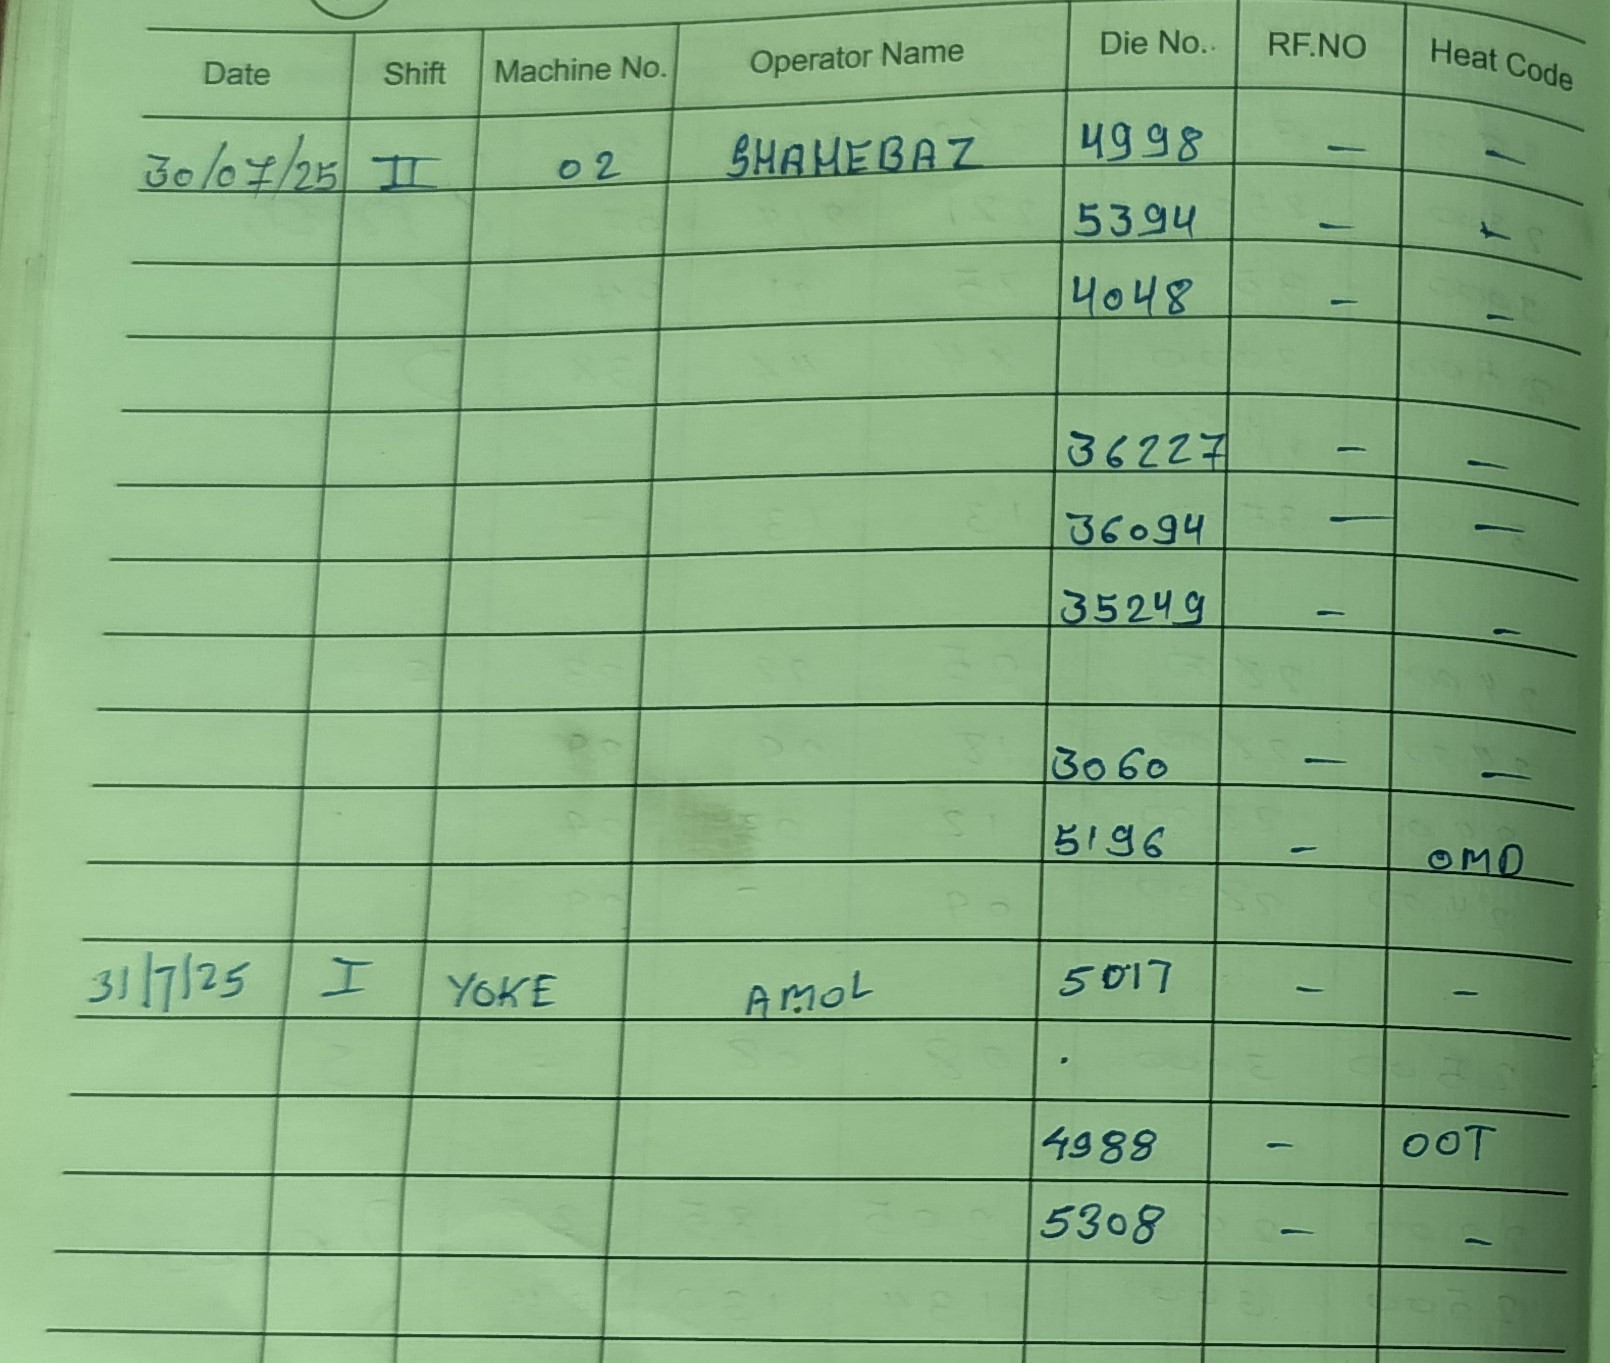 Date Shift Machine No. Operator Name Die No. RF.NO Heat Code
30/07/25 II 02 SHAHEBAZ 4998 - -
5394 - -
4048 - -
36227 - -
36094 - -
35249 - -
3060 - -
5196 - OMD
31/7/25 I YOKE AMOL 5017 - -
4988 - OOT
5308 - -